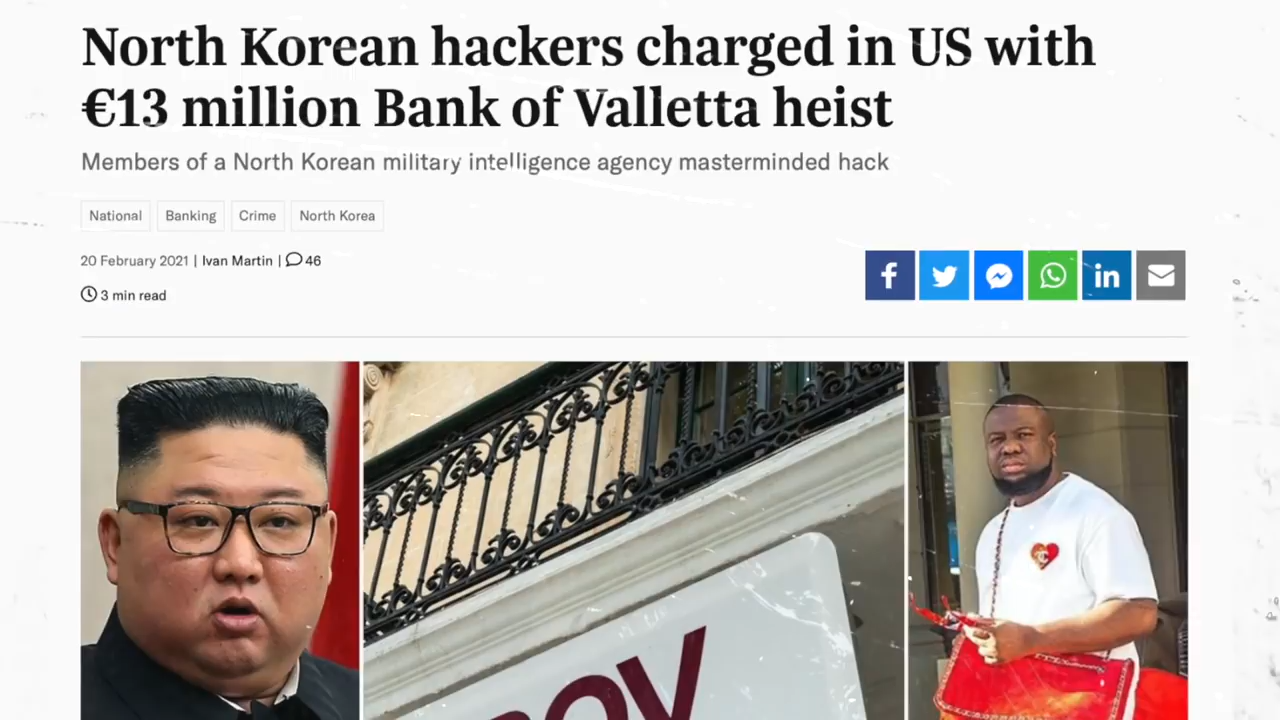 North Korean hackers charged in US with
€13 million Bank of Valletta heist
Members of a North Korean military intelligence agency masterminded hack
National Banking Crime North Korea
20 February 2021 | Ivan Martin | 46
3 min read
BOV